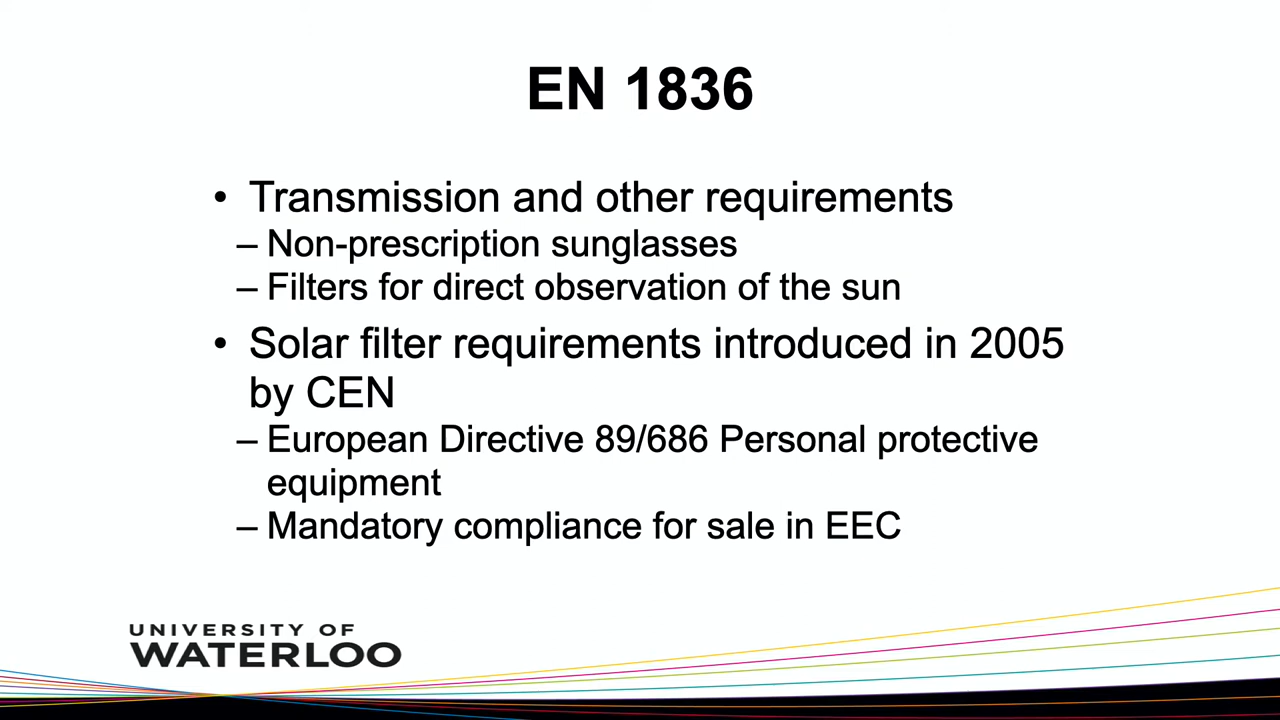 EN 1836
• Transmission and other requirements
– Non-prescription sunglasses
– Filters for direct observation of the sun
• Solar filter requirements introduced in 2005
by CEN
– European Directive 89/686 Personal protective
equipment
– Mandatory compliance for sale in EEC
UNIVERSITY OF
WATERLOO